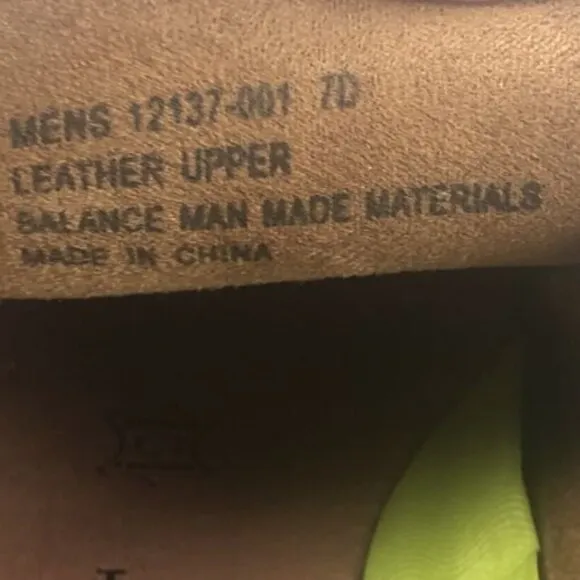 MENS 12137-001 7D
LEATHER UPPER
BALANCE MAN MADE MATERIALS
MADE IN CHINA
T